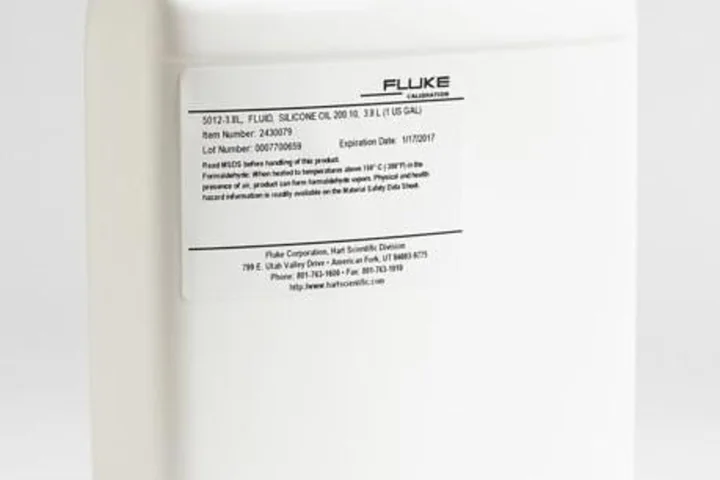 FLUKE
CALIBRATION
5012-3.8L, FLUID, SILICONE OIL 200.10, 3.8 L (1 US GAL)
Item Number: 2430079
Lot Number: 0007700659 Expiration Date: 1/17/2017
Read MSDS before handling of this product.
Formaldehyde: When heated to temperatures above 150° C ( 300°F) in the
presence of air, product can form formaldehyde vapors. Physical and health
hazard information is readily available on the Material Safety Data Sheet.
Fluke Corporation, Hart Scientific Division
799 E. Utah Valley Drive • American Fork, UT 84003-9775
Phone: 801-763-1600 • Fax: 801-763-1010
http://www.hartscientific.com